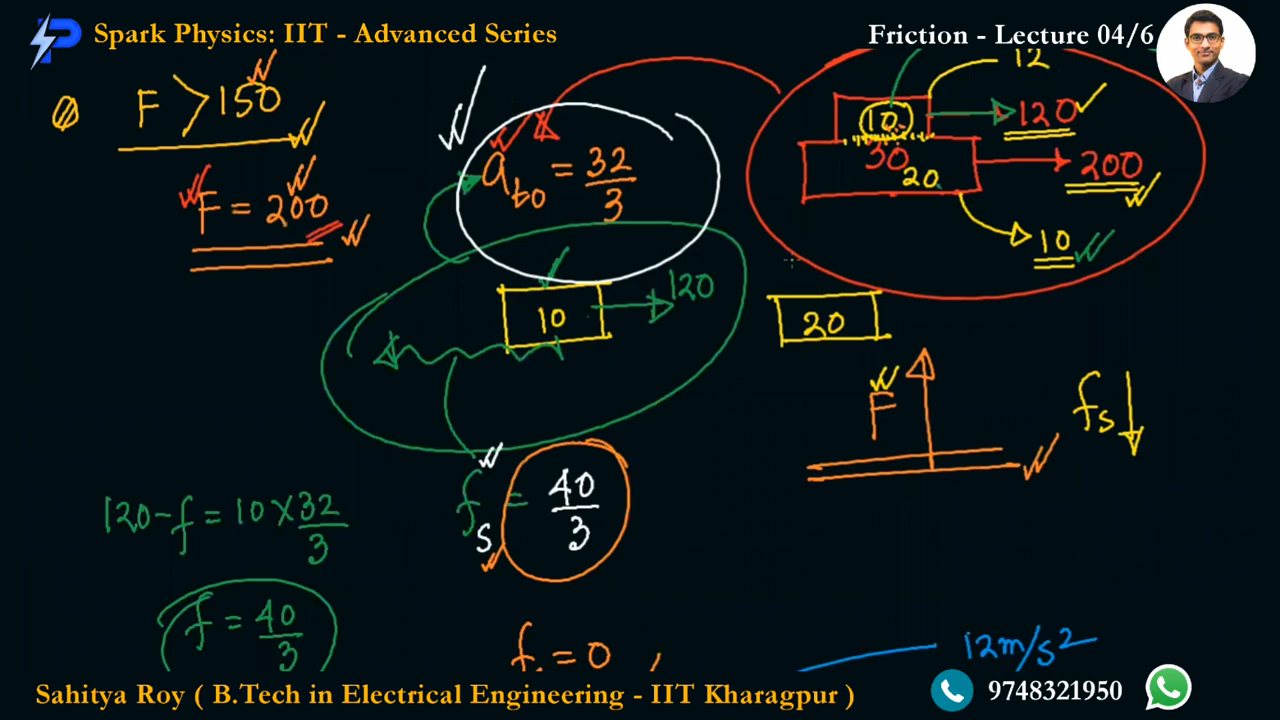 Spark Physics: IIT - Advanced Series
Friction - Lecture 04/6
F > 150
F = 200
a_bo = 32/3
12
10
120
30
20
200
10
10
120
20
F
f_s
f_s = 40/3
120-f = 10 × 32/3
f = 40/3
= 0 ,
12m/s²
Sahitya Roy ( B.Tech in Electrical Engineering - IIT Kharagpur )
9748321950